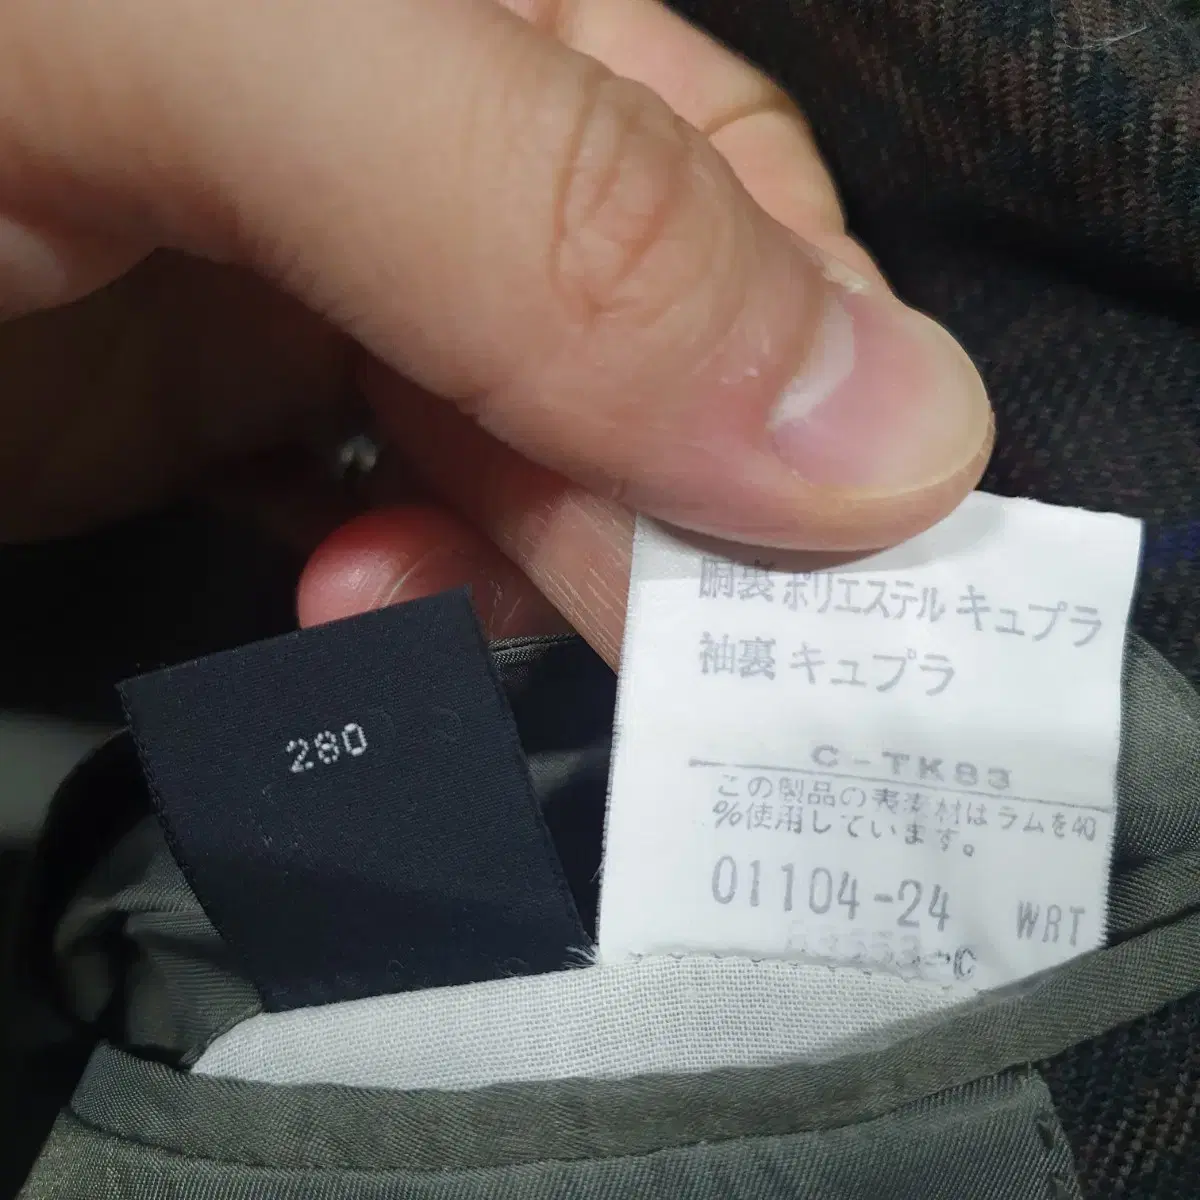 280
胴裏 ポリエステル キュプラ
袖裏 キュプラ
C-TK83
この製品の表素材はラムを40
%使用しています。
01104-24 WRT